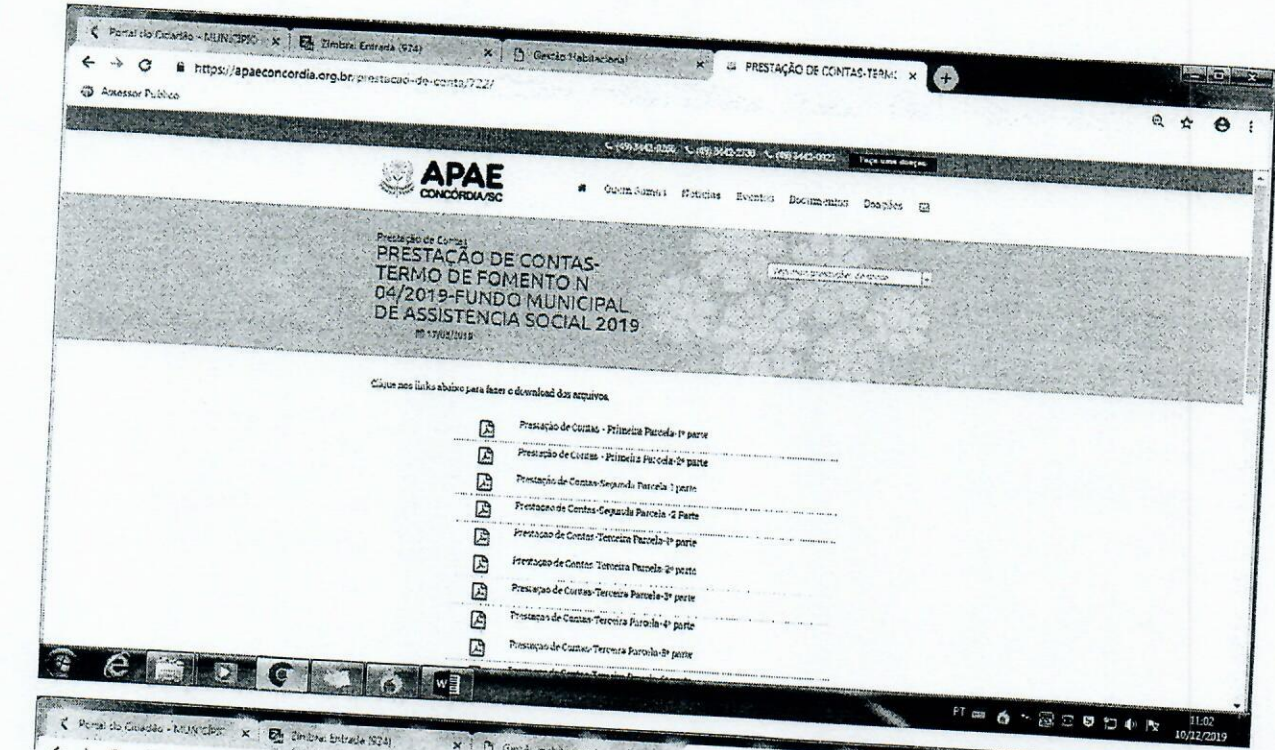 Portal do Cidadão - MUNICÍPIO
Zimbra: Entrada (924)
Gestão Habitacional
PRESTAÇÃO DE CONTAS-TERMO
https://apaeconcordia.org.br/prestacao-de-conta/722/
Assessor Público
Faça uma doação
APAE
CONCÓRDIA/SC
Quem Somos Notícias Eventos Documentos Doações
Prestação de Contas
PRESTAÇÃO DE CONTAS-
TERMO DE FOMENTO N
04/2019-FUNDO MUNICIPAL
DE ASSISTENCIA SOCIAL 2019
Clique nos links abaixo para fazer o download dos arquivos.
Prestação de Contas - Primeira Parcela-1ª parte
Prestação de Contas - Primeira Parcela-2ª parte
Prestação de Contas-Segunda Parcela-1 parte
Prestaçao de Contas-Segunda Parcela -2 Parte
Prestaçao de Contas-Terceira Parcela-1ª parte
Prestaçao de Contas-Terceira Parcela-2ª parte
Prestaçao de Contas-Terceira Parcela-3ª parte
Prestaçao de Contas-Terceira Parcela-4ª parte
Prestaçao de Contas-Terceira Parcela-5ª parte
PT
11:02
10/12/2019
Portal do Cidadão - MUNICÍPIO
Zimbra: Entrada (924)